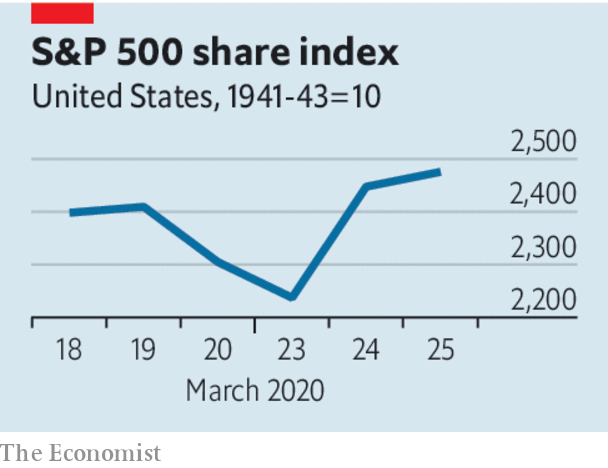 S&P 500 share index
United States, 1941-43=10
2,500
2,400
2,300
2,200
18 19 20 23 24 25
March 2020
The Economist